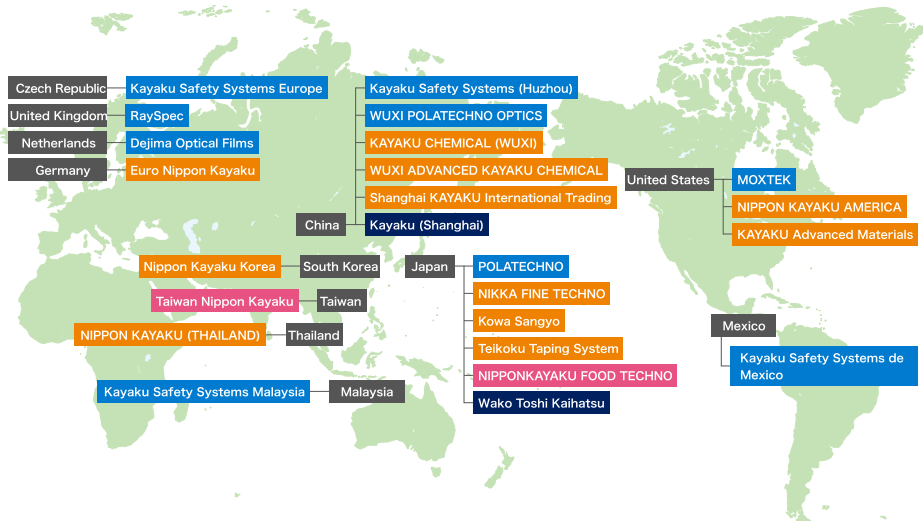 Czech Republic
Kayaku Safety Systems Europe
United Kingdom
RaySpec
Netherlands
Dejima Optical Films
Germany
Euro Nippon Kayaku
Kayaku Safety Systems (Huzhou)
WUXI POLATECHNO OPTICS
KAYAKU CHEMICAL (WUXI)
WUXI ADVANCED KAYAKU CHEMICAL
Shanghai KAYAKU International Trading
China
Kayaku (Shanghai)
United States
MOXTEK
NIPPON KAYAKU AMERICA
KAYAKU Advanced Materials
Nippon Kayaku Korea
South Korea
Taiwan Nippon Kayaku
Taiwan
NIPPON KAYAKU (THAILAND)
Thailand
Kayaku Safety Systems Malaysia
Malaysia
Japan
POLATECHNO
NIKKA FINE TECHNO
Kowa Sangyo
Teikoku Taping System
NIPPONKAYAKU FOOD TECHNO
Wako Toshi Kaihatsu
Mexico
Kayaku Safety Systems de
Mexico